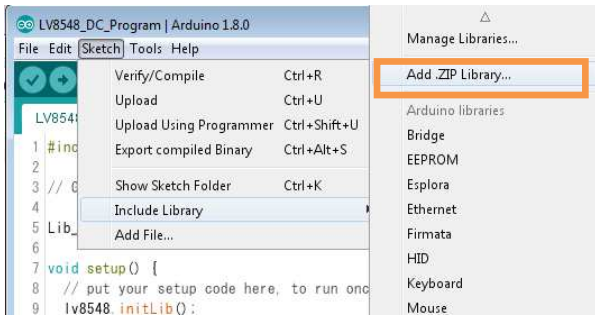 LV8548_DC_Program | Arduino 1.8.0
File Edit Sketch Tools Help
Verify/Compile Ctrl+R
Upload Ctrl+U
Upload Using Programmer Ctrl+Shift+U
Export compiled Binary Ctrl+Alt+S
Show Sketch Folder Ctrl+K
Include Library
Add File...
Manage Libraries...
Add .ZIP Library...
Arduino libraries
Bridge
EEPROM
Esplora
Ethernet
Firmata
HID
Keyboard
Mouse
LV854
1 #inc
2
3 //
4
5 Lib_
6
7 void setup() {
8 // put your setup code here, to run onc
9 lv8548.initLib();